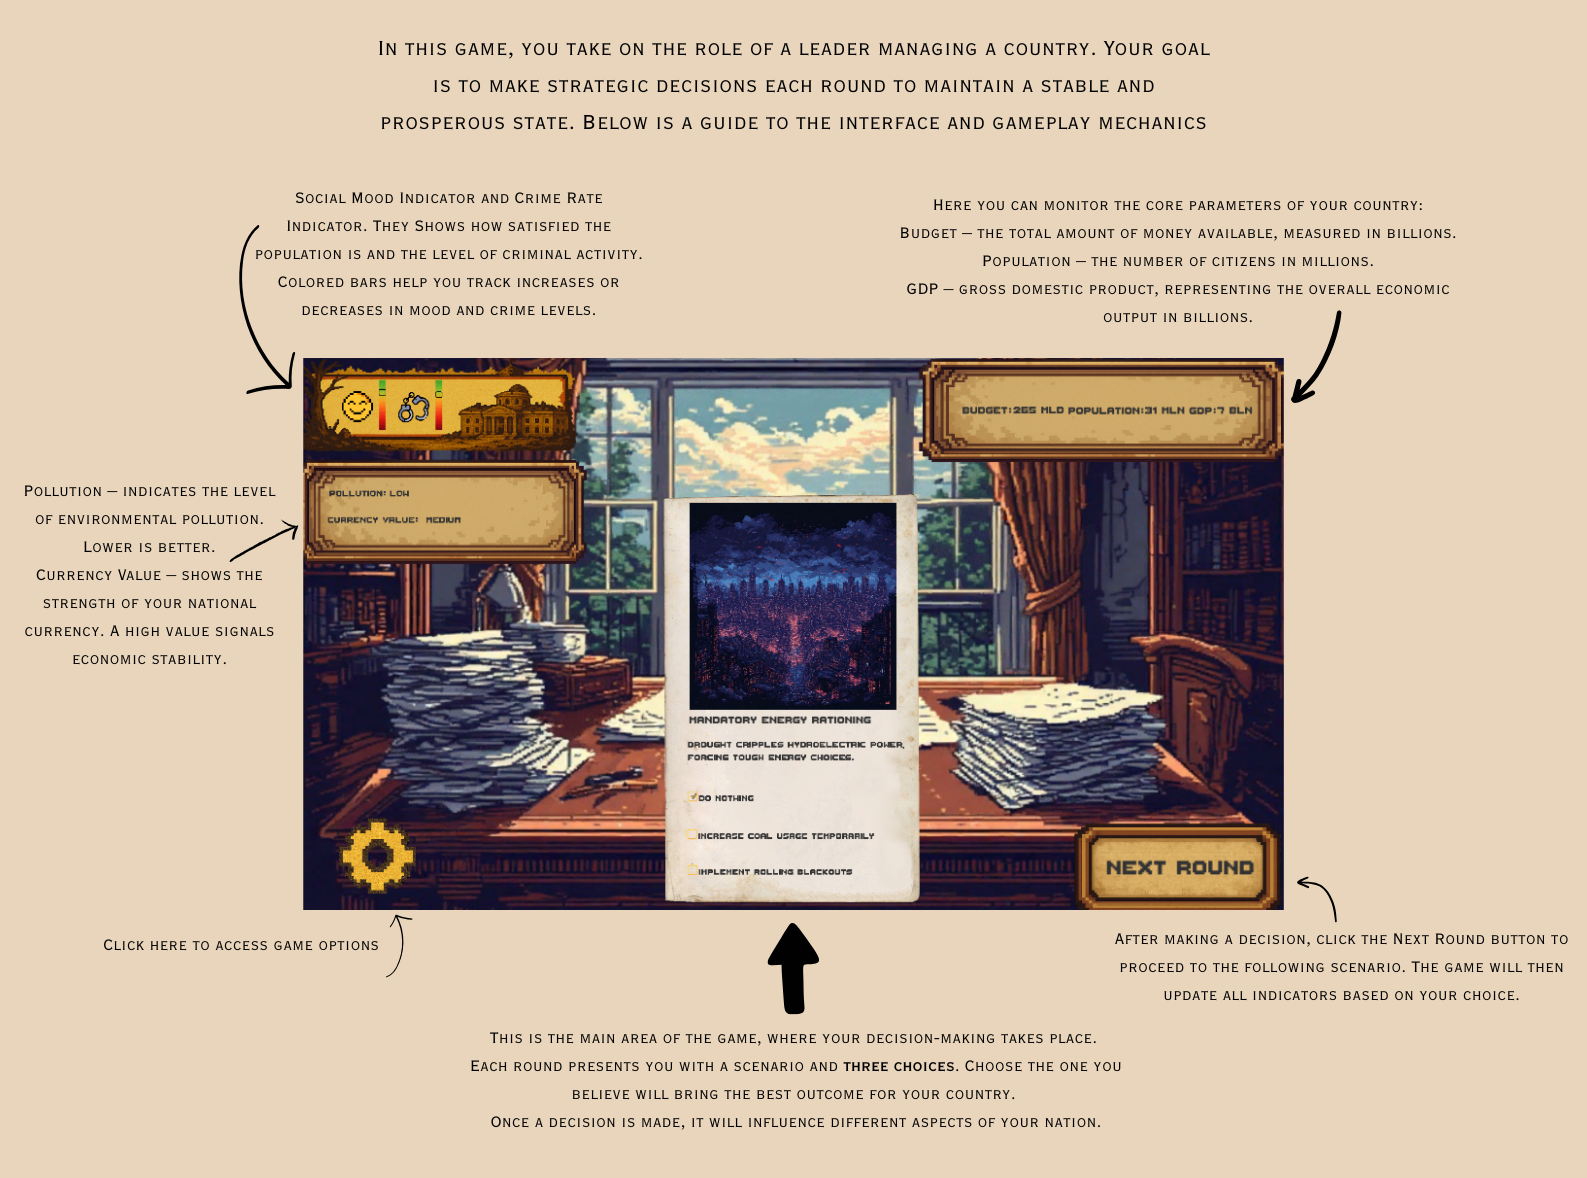 In this game, you take on the role of a leader managing a country. Your goal
is to make strategic decisions each round to maintain a stable and
prosperous state. Below is a guide to the interface and gameplay mechanics
Social Mood Indicator and Crime Rate
Indicator. They Shows how satisfied the
population is and the level of criminal activity.
Colored bars help you track increases or
decreases in mood and crime levels.
Here you can monitor the core parameters of your country:
Budget – the total amount of money available, measured in billions.
Population – the number of citizens in millions.
GDP – gross domestic product, representing the overall economic
output in billions.
BUDGET:265 MLD POPULATION:31 MLN GDP:7 BLN
Pollution – indicates the level
of environmental pollution.
Lower is better.
Currency Value – shows the
strength of your national
currency. A high value signals
economic stability.
POLLUTION: LOW
CURRENCY VALUE: MEDIUM
MANDATORY ENERGY RATIONING
DROUGHT CRIPPLES HYDROELECTRIC POWER,
FORCING TOUGH ENERGY CHOICES.
DO NOTHING
INCREASE COAL USAGE TEMPORARILY
IMPLEMENT ROLLING BLACKOUTS
NEXT ROUND
Click here to access game options
After making a decision, click the Next Round button to
proceed to the following scenario. The game will then
update all indicators based on your choice.
This is the main area of the game, where your decision-making takes place.
Each round presents you with a scenario and three choices. Choose the one you
believe will bring the best outcome for your country.
Once a decision is made, it will influence different aspects of your nation.